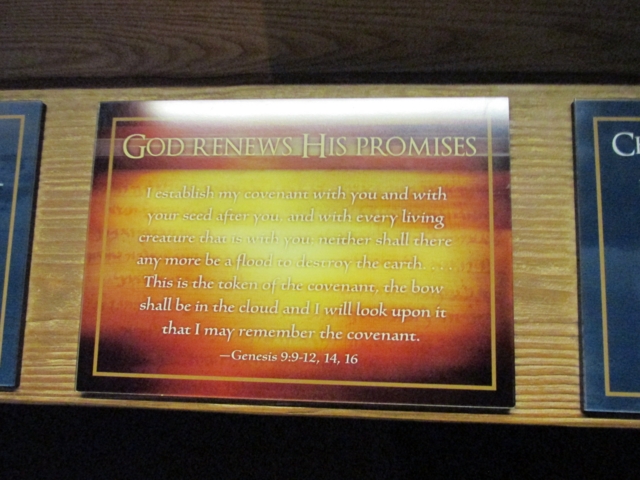 GOD RENEWS HIS PROMISES
I establish my covenant with you and with
your seed after you, and with every living
creature that is with you. neither shall there
any more be a flood to destroy the earth. . . .
This is the token of the covenant, the bow
shall be in the cloud and I will look upon it
that I may remember the covenant.
—Genesis 9:9-12, 14, 16